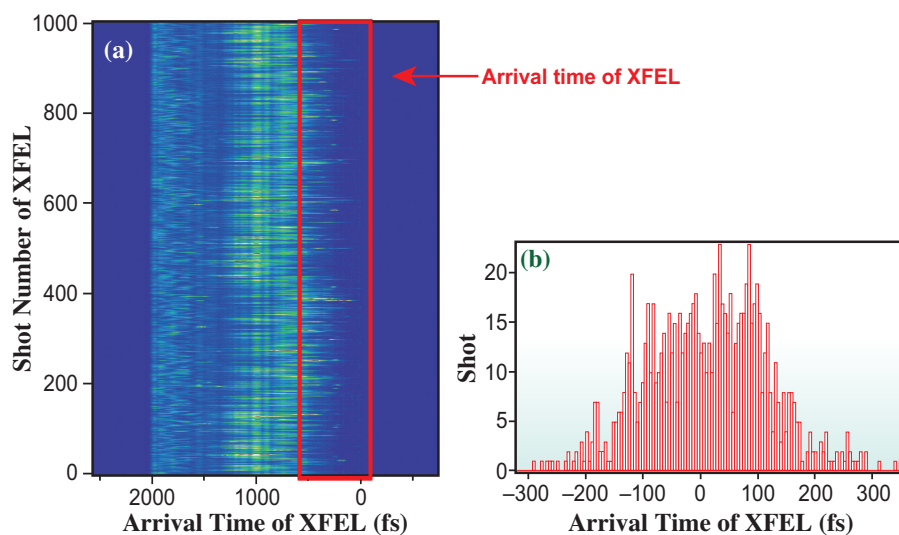 (a)
Arrival time of XFEL
Shot Number of XFEL
1000
800
600
400
200
0
2000 1000 0
Arrival Time of XFEL (fs)
(b)
Shot
20
15
10
5
0
–300 –200 –100 0 100 200 300
Arrival Time of XFEL (fs)